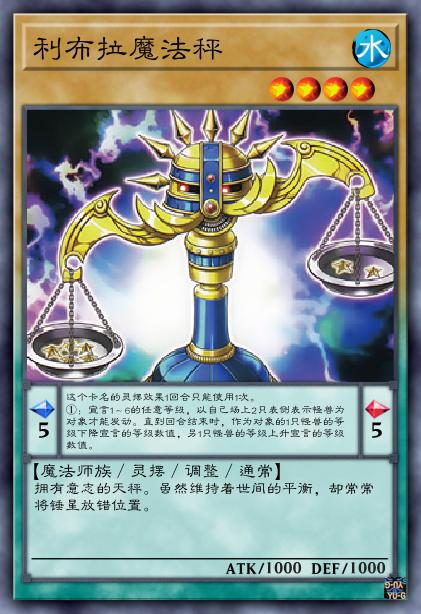 利布拉魔法秤
水
这个卡名的灵摆效果1回合只能使用1次。
①：宣言1～6的任意等级，以自己场上2只表侧表示怪兽为
对象才能发动。直到回合结束时，作为对象的1只怪兽的等
级下降宣言的等级数值，另1只怪兽的等级上升宣言的等级
数值。
5
5
【魔法师族／灵摆／调整／通常】
拥有意志的天秤。虽然维持着世间的平衡，却常常
将锤星放错位置。
ATK/1000 DEF/1000